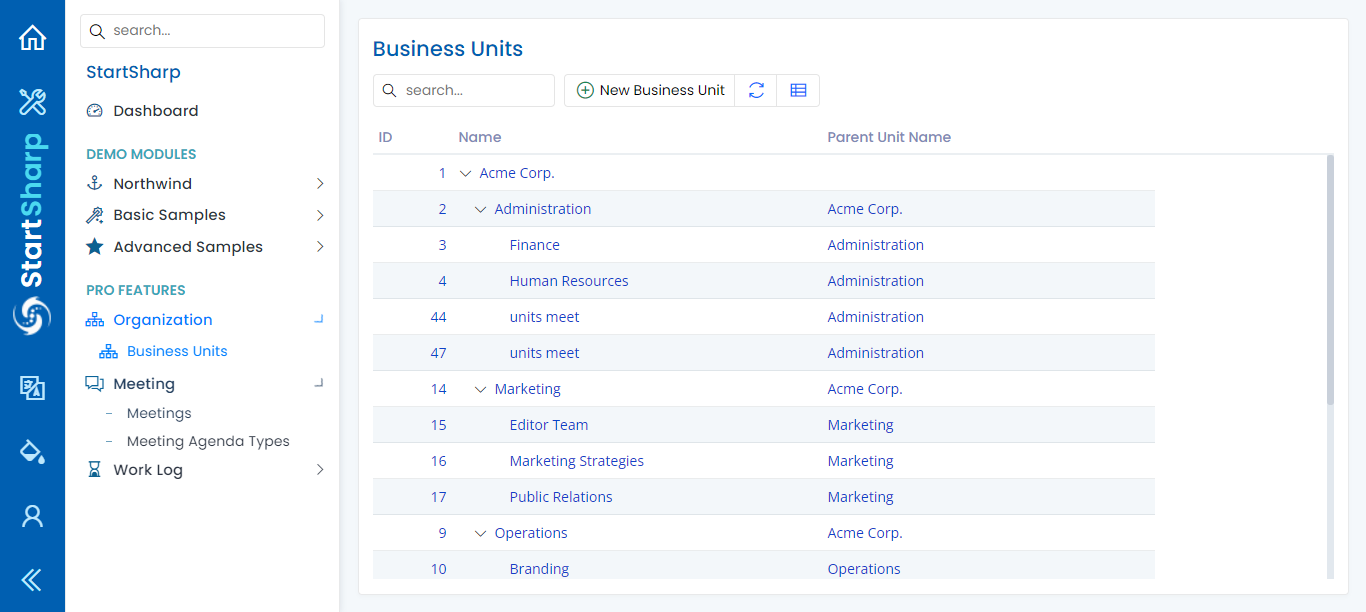 StartSharp
search...
StartSharp
Dashboard
DEMO MODULES
Northwind
Basic Samples
Advanced Samples
PRO FEATURES
Organization
Business Units
Meeting
Meetings
Meeting Agenda Types
Work Log
Business Units
search...
New Business Unit
ID Name Parent Unit Name
1 Acme Corp.
2 Administration Acme Corp.
3 Finance Administration
4 Human Resources Administration
44 units meet Administration
47 units meet Administration
14 Marketing Acme Corp.
15 Editor Team Marketing
16 Marketing Strategies Marketing
17 Public Relations Marketing
9 Operations Acme Corp.
10 Branding Operations